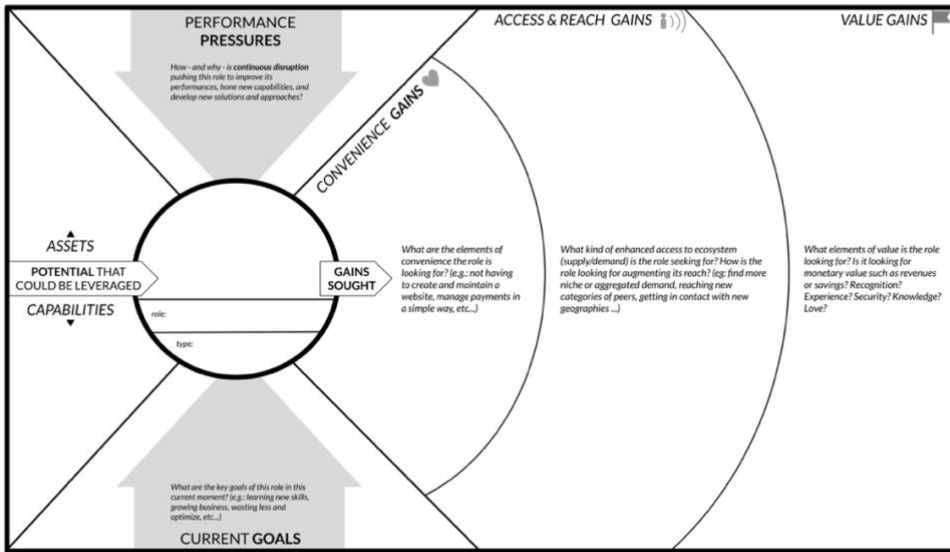 PERFORMANCE
PRESSURES
How - and why - is continuous disruption
pushing this role to improve its
performances, hone new capabilities, and
develop new solutions and approaches?
CONVENIENCE GAINS
ACCESS & REACH GAINS
VALUE GAINS
ASSETS
POTENTIAL THAT
COULD BE LEVERAGED
CAPABILITIES
role:
type:
GAINS
SOUGHT
What are the elements of
convenience the role is
looking for? (e.g.: not having
to create and maintain a
website, manage payments in
a simple way, etc...)
What kind of enhanced access to ecosystem
(supply/demand) is the role seeking for? How is the
role looking for augmenting its reach? (eg: find more
niche or aggregated demand, reaching new
categories of peers, getting in contact with new
geographies ...)
What elements of value is the role
looking for? Is it looking for
monetary value such as revenues
or savings? Recognition?
Experience? Security? Knowledge?
Love?
What are the key goals of this role in this
current moment? (e.g.: learning new skills,
growing business, wasting less and
optimize, etc...)
CURRENT GOALS